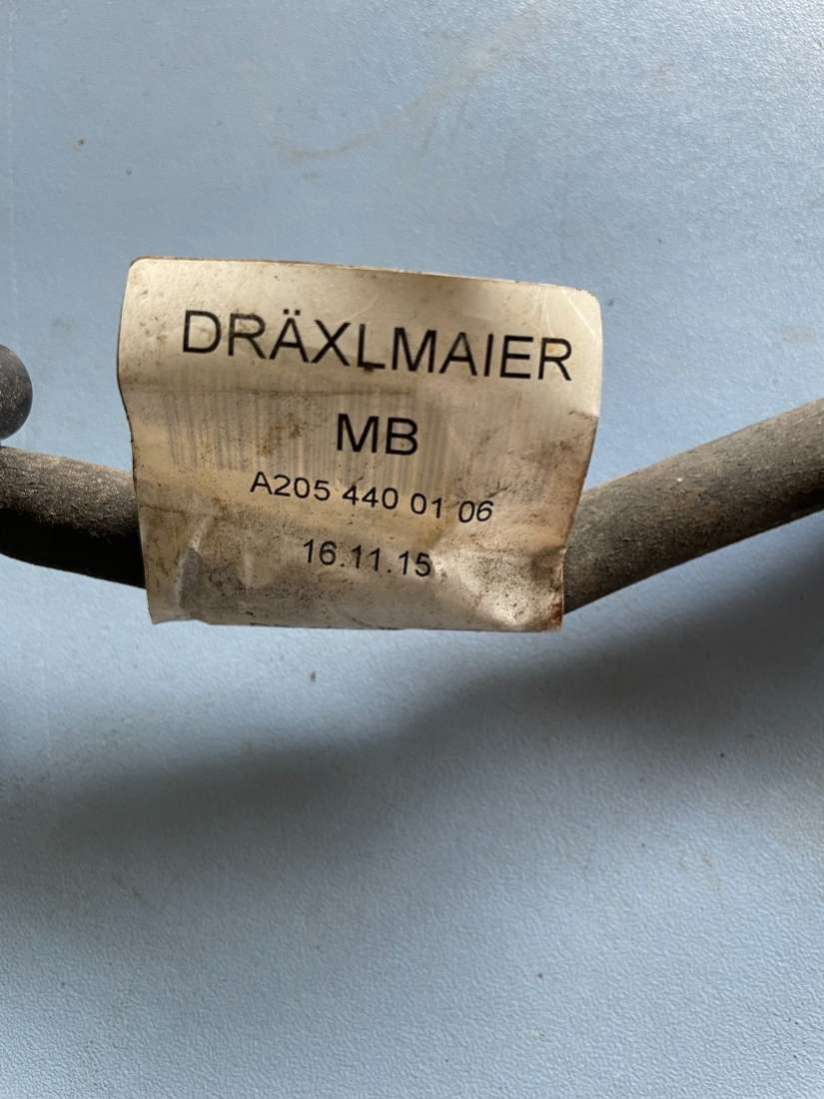 DRÄXLMAIER
MB
A205 440 01 06
16.11.15